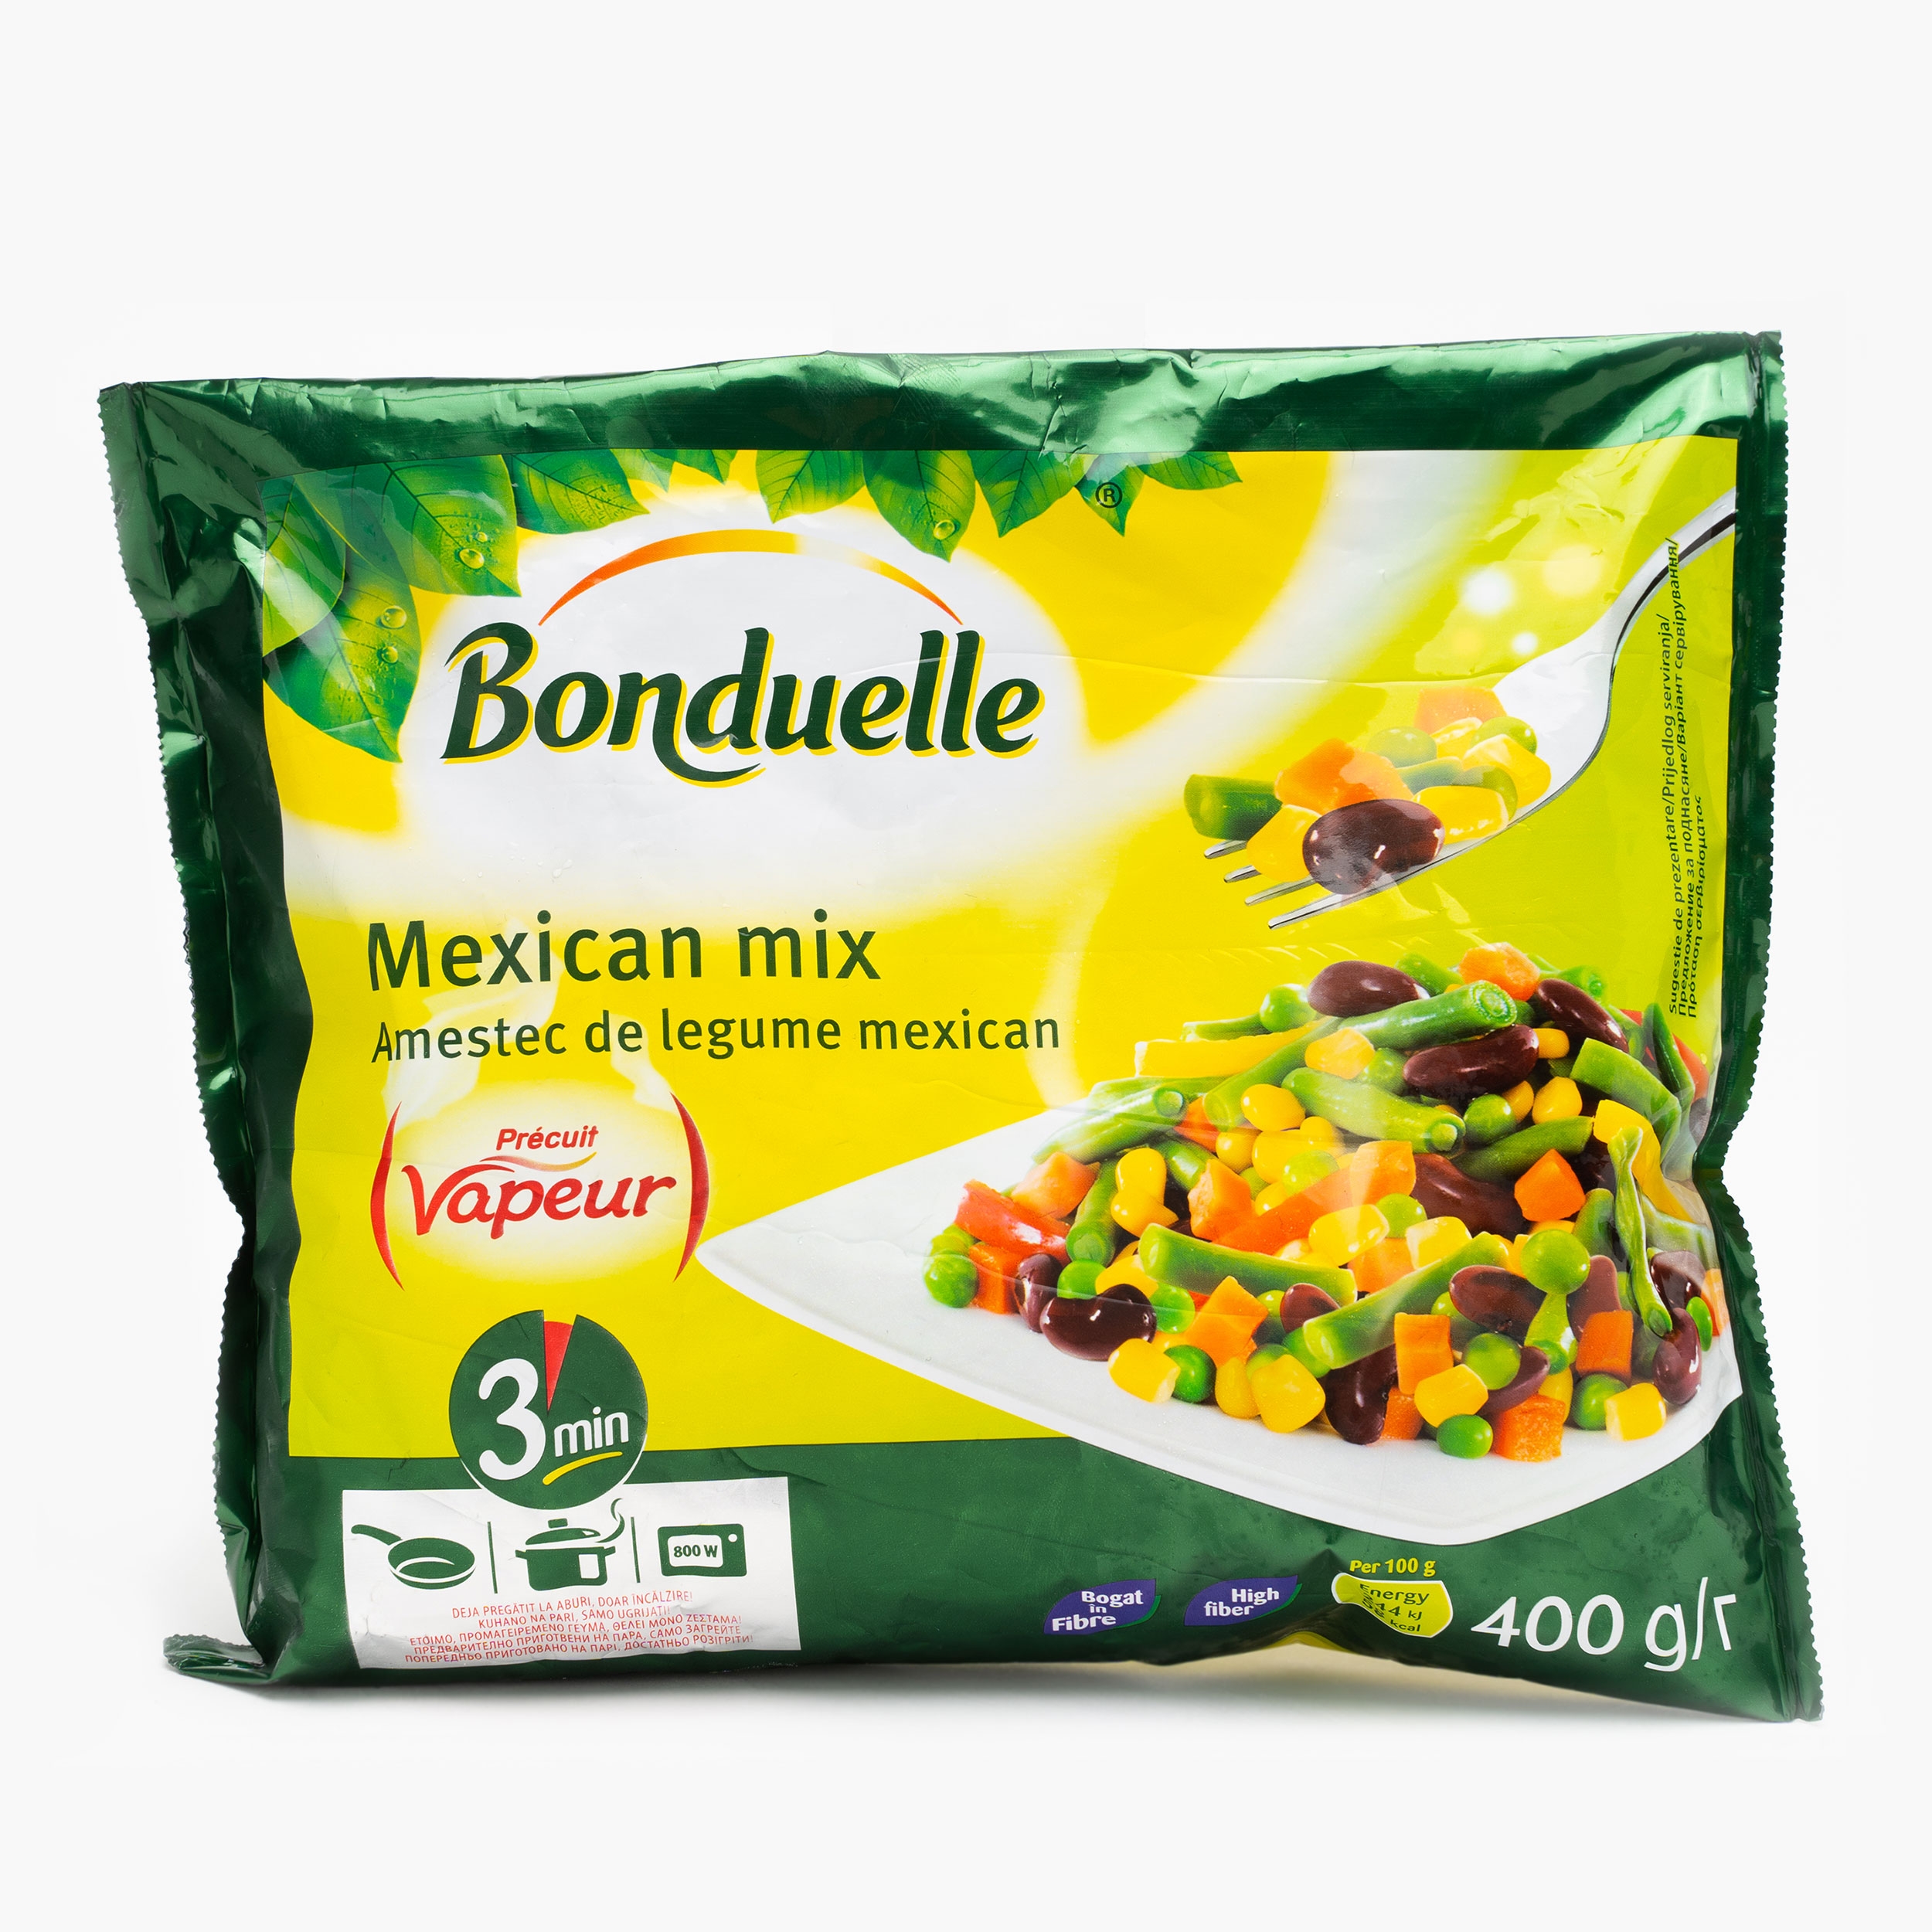 ®
Bonduelle
Mexican mix
Amestec de legume mexican
Précuit
Vapeur
3 min
800 W
DEJA PREGĂTIT LA ABURI, DOAR ÎNCĂLZIRE!
KUHANO NA PARI, SAMO UGRIJATI!
ΕΤΟΙΜΟ, ΠΡΟΜΑΓΕΙΡΕΜΕΝΟ ΓΕΥΜΑ, ΘΕΛΕΙ ΜΟΝΟ ΖΕΣΤΑΜΑ!
ПРЕДВАРИТЕЛНО ПРИГОТВЕНИ НА ПАРА, САМО ЗАГРЕЙТЕ
ПОПЕРЕДНЬО ПРИГОТОВАНО НА ПАРІ, ДОСТАТНЬО РОЗІГРІТИ!
Bogat
în
Fibre
High
fiber
Per 100 g
Energy
kJ
kcal
400 g/г
Sugestie de prezentare/Prijedlog serviranja/
Предложение за поднасяне/Варіант сервірування/
Πρόταση σερβιρίσματος